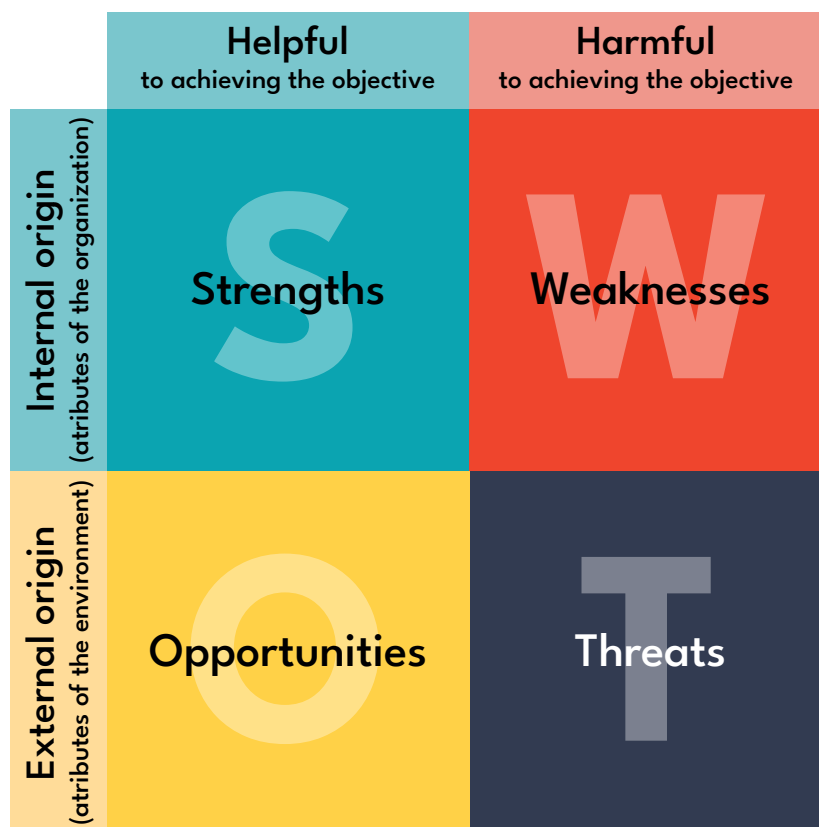 Helpful
to achieving the objective
Harmful
to achieving the objective
Internal origin
(atributes of the organization)
S
Strengths
W
Weaknesses
External origin
(atributes of the environment)
O
Opportunities
T
Threats